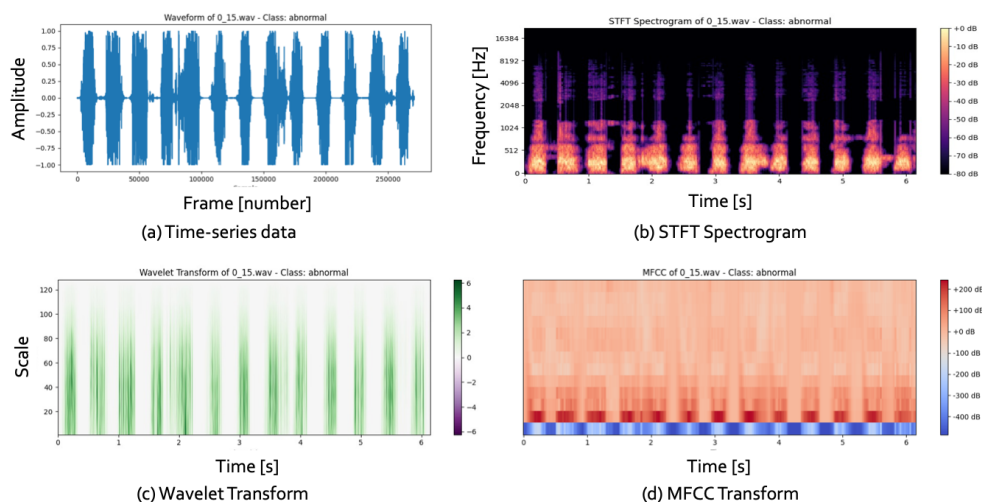 Waveform of 0_15.wav - Class: abnormal
Amplitude
1.00
0.75
0.50
0.25
0.00
−0.25
−0.50
−0.75
−1.00
0 50000 100000 150000 200000 250000
Frame [number]
(a) Time-series data
STFT Spectrogram of 0_15.wav - Class: abnormal
Frequency [Hz]
16384
8192
4096
2048
1024
512
0
0 1 2 3 4 5 6
+0 dB
-10 dB
-20 dB
-30 dB
-40 dB
-50 dB
-60 dB
-70 dB
-80 dB
Time [s]
(b) STFT Spectrogram
Wavelet Transform of 0_15.wav - Class: abnormal
Scale
120
100
80
60
40
20
0 1 2 3 4 5 6
6
4
2
0
−2
−4
−6
Time [s]
(c) Wavelet Transform
MFCC of 0_15.wav - Class: abnormal
0 1 2 3 4 5 6
+200 dB
+100 dB
+0 dB
-100 dB
-200 dB
-300 dB
-400 dB
Time [s]
(d) MFCC Transform